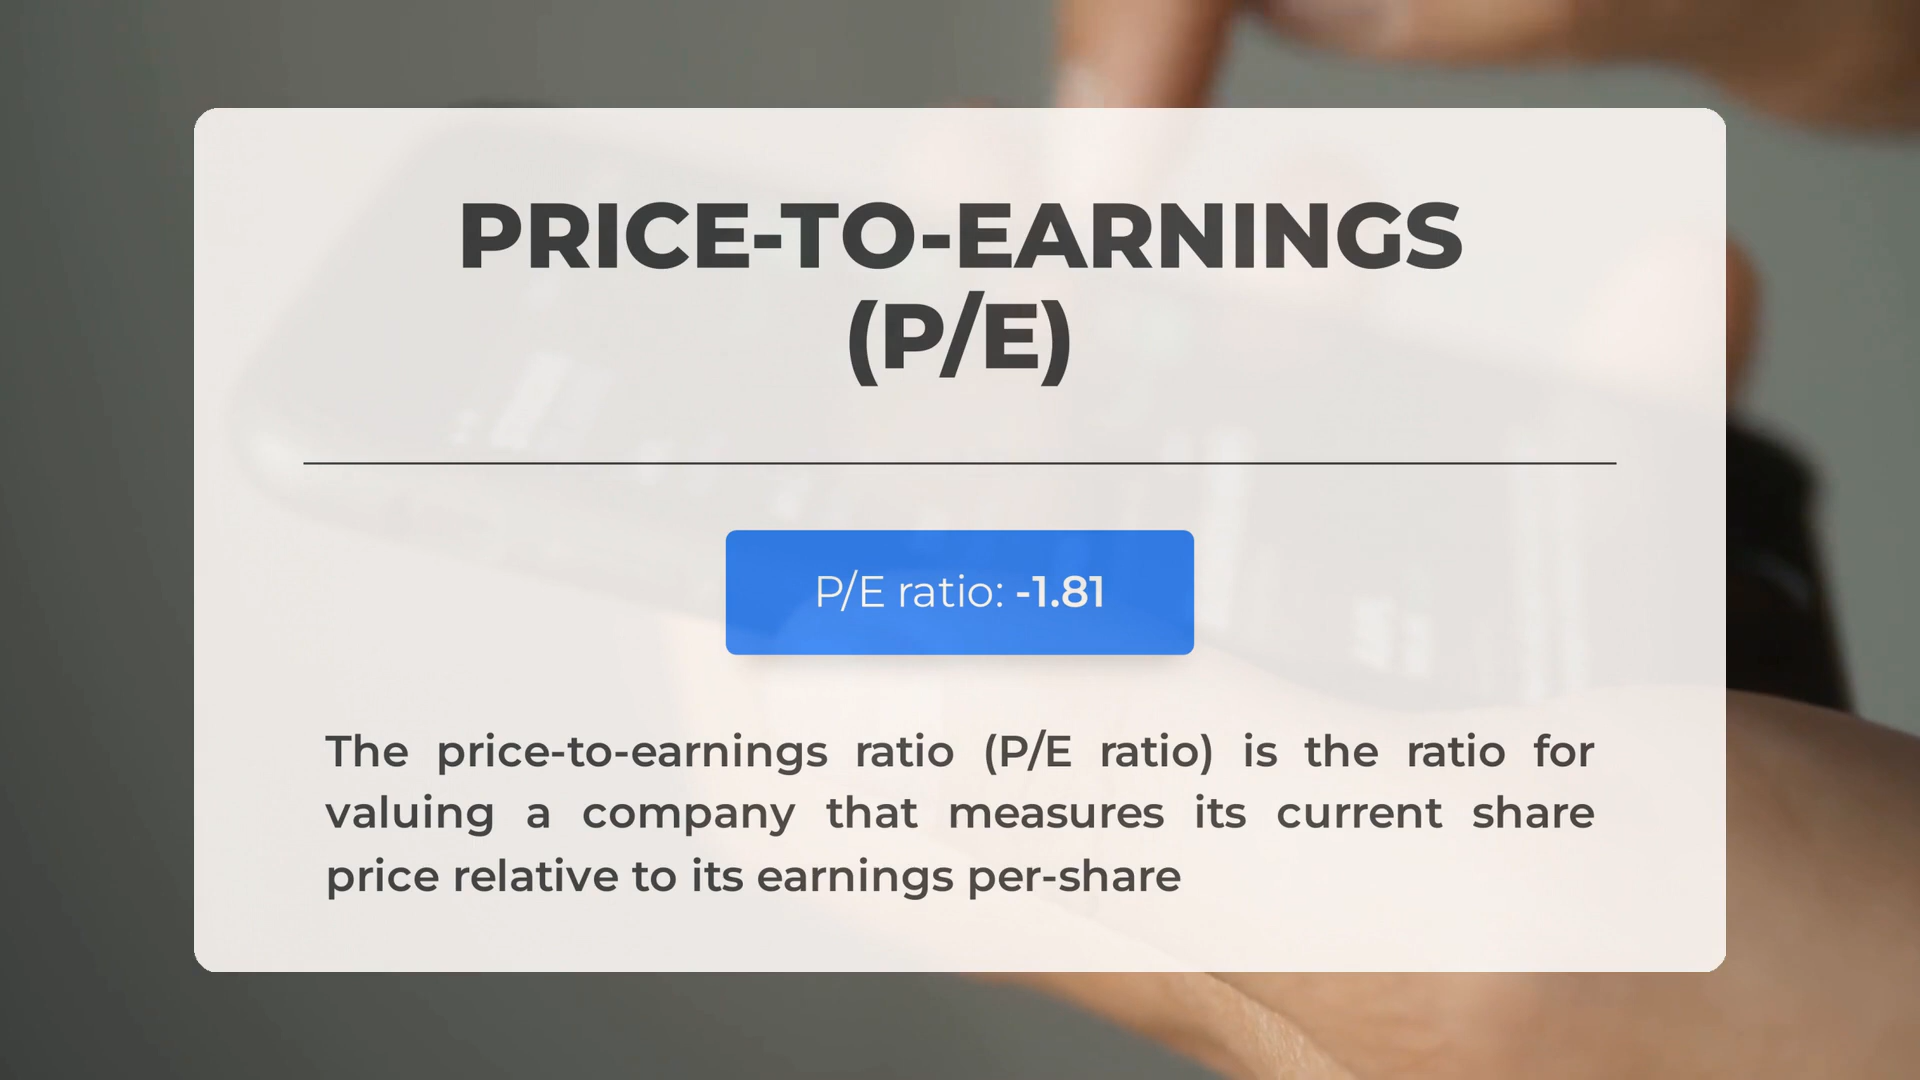 PRICE-TO-EARNINGS
(P/E)
P/E ratio: -1.81
The price-to-earnings ratio (P/E ratio) is the ratio for
valuing a company that measures its current share
price relative to its earnings per-share